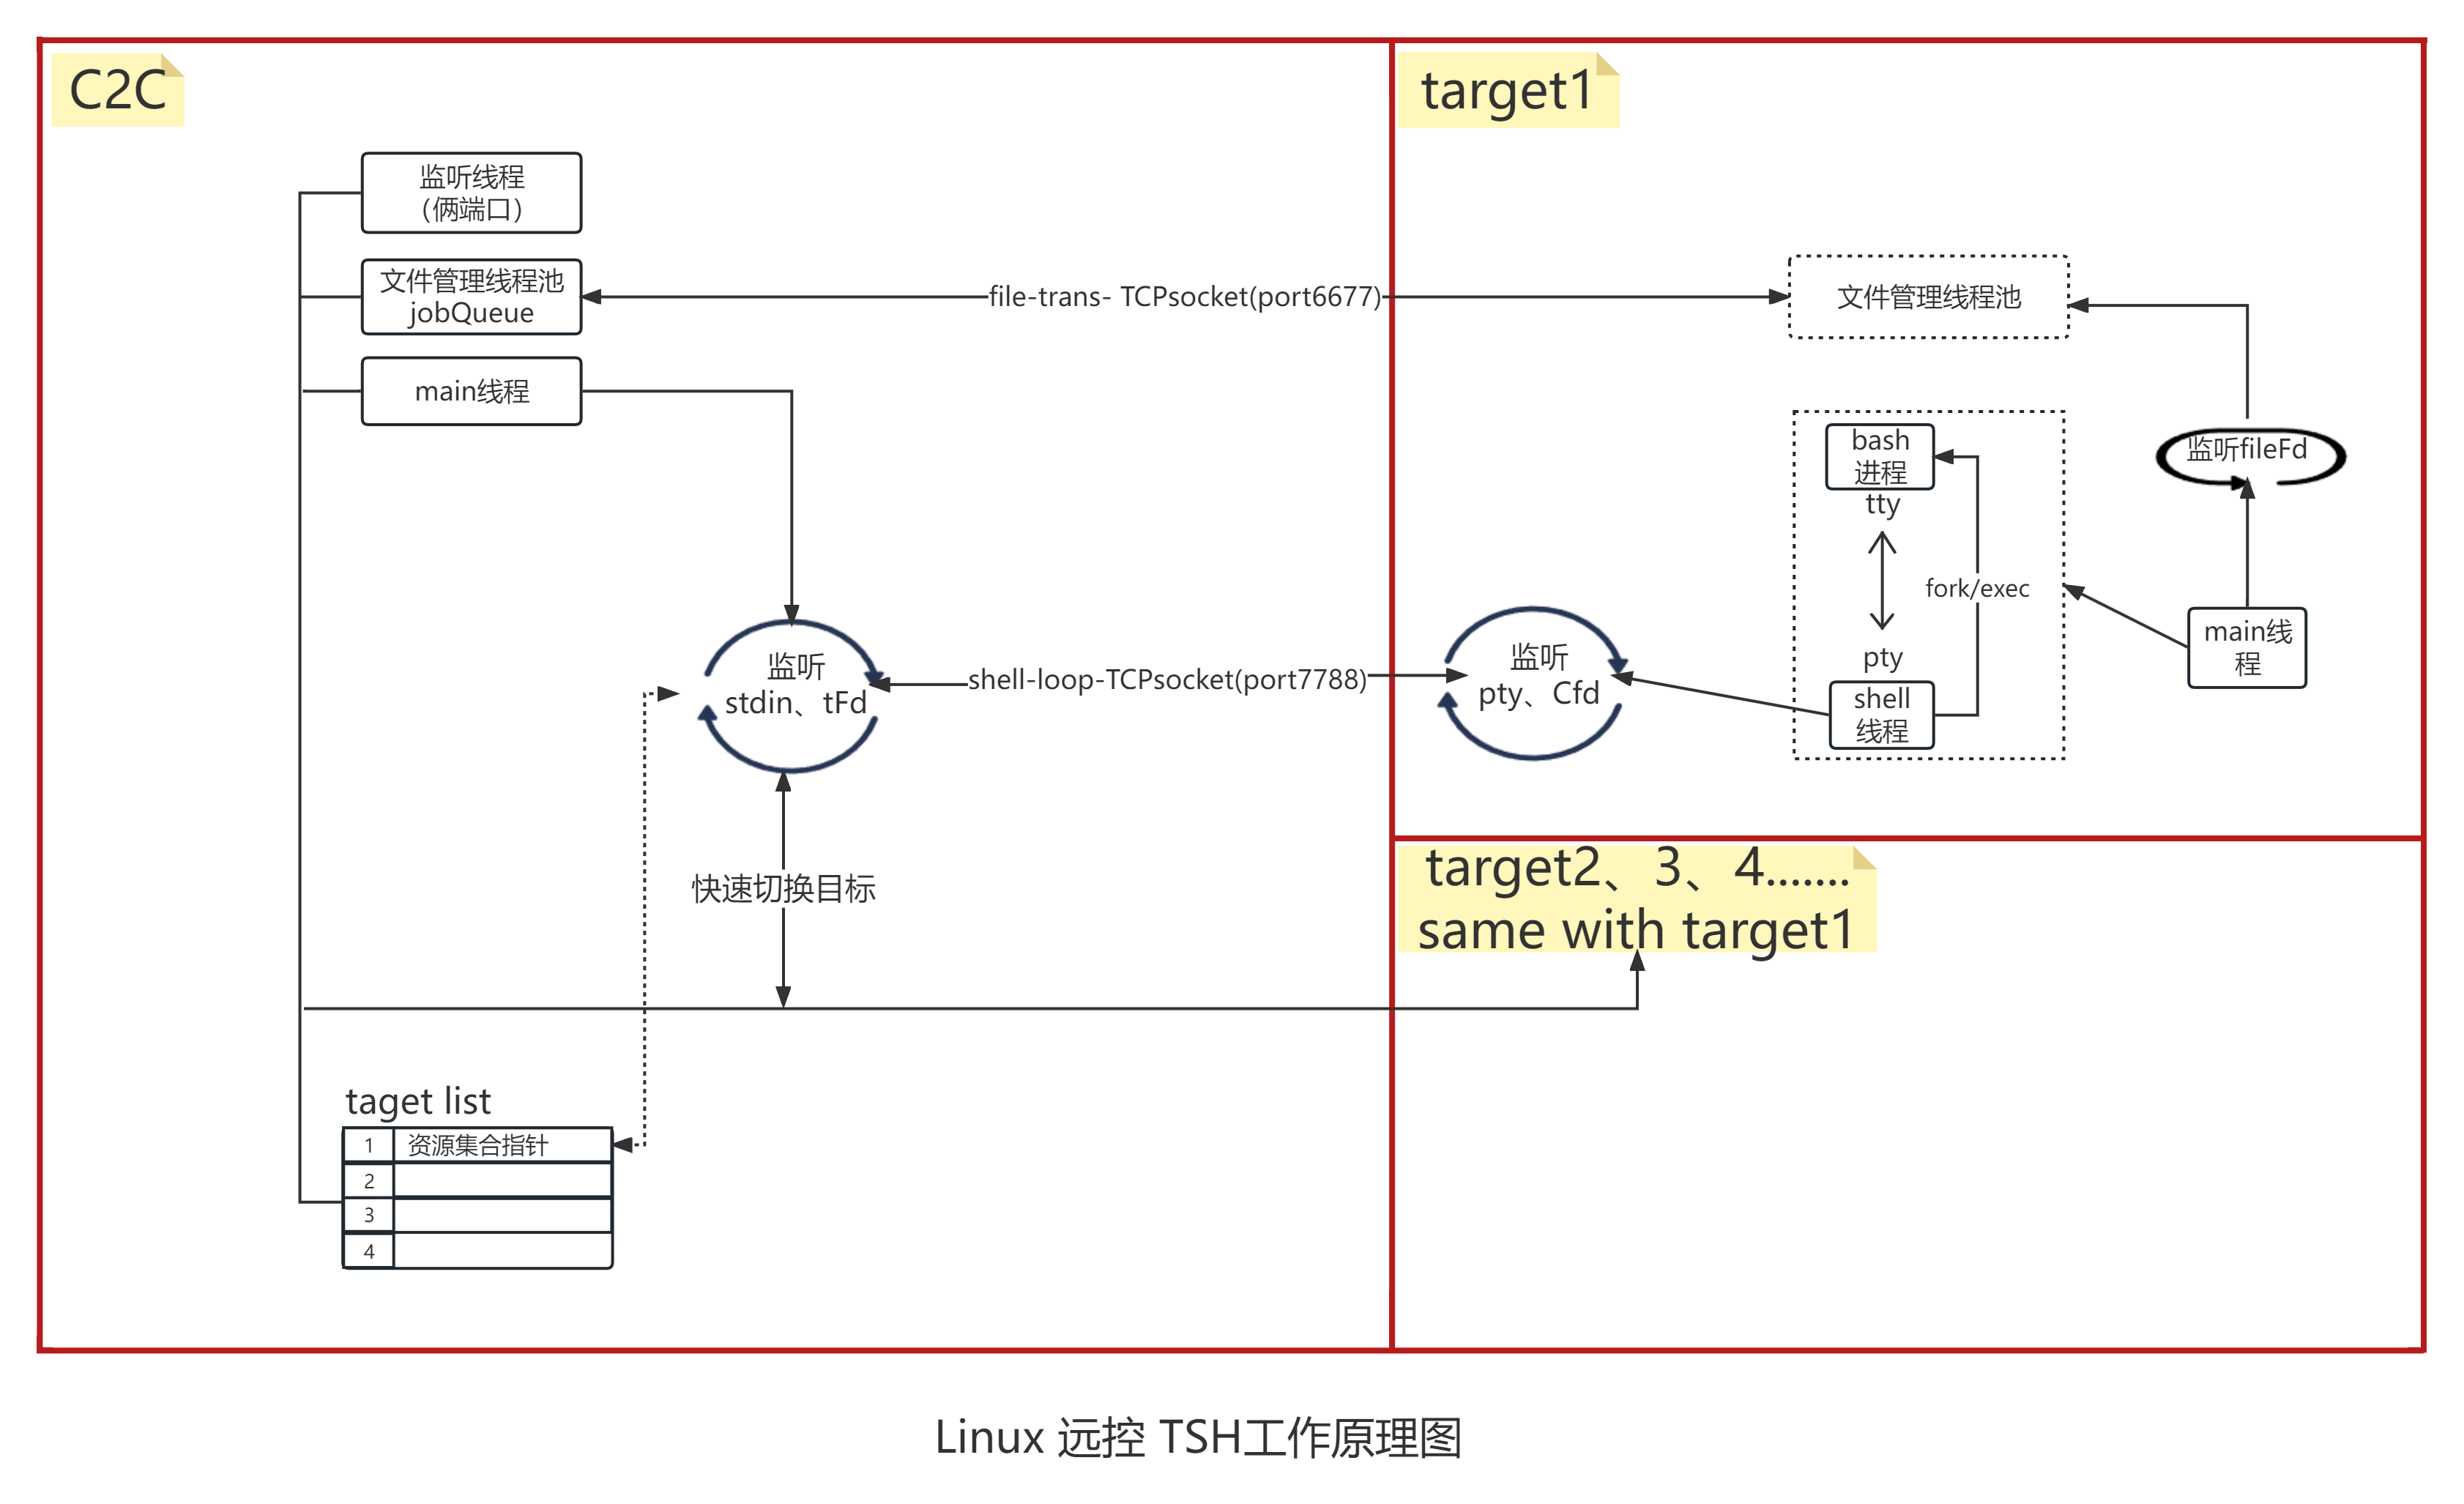 C2C
target1
监听线程
（俩端口）
文件管理线程池
jobQueue
file-trans- TCPsocket(port6677)
文件管理线程池
main线程
bash
进程
tty
监听fileFd
fork/exec
main线
程
pty
shell
线程
监听
stdin、tFd
shell-loop-TCPsocket(port7788)
监听
pty、Cfd
快速切换目标
target2、3、4.......
same with target1
taget list
1 资源集合指针
2
3
4
Linux 远控 TSH工作原理图